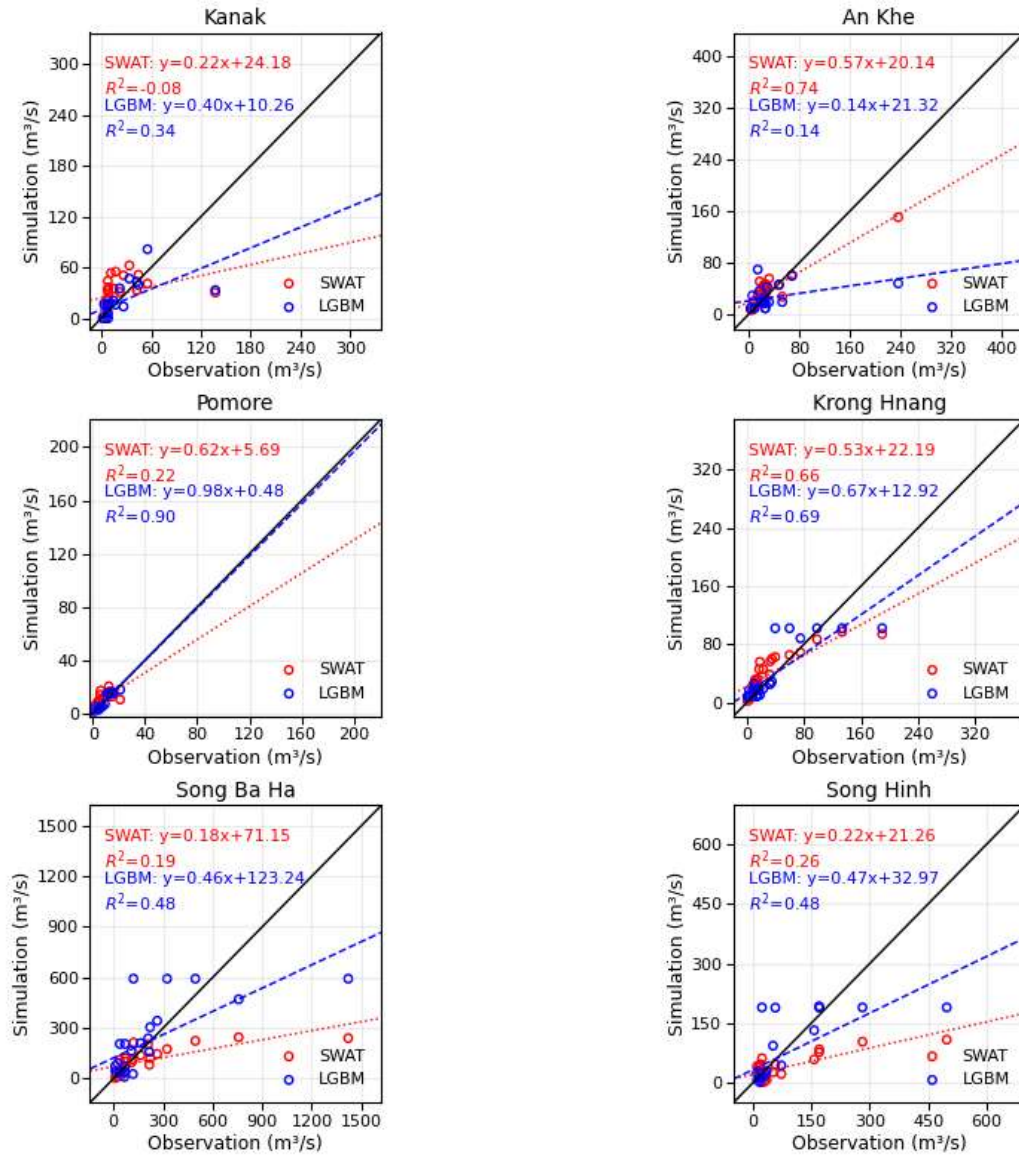 Kanak
SWAT: y=0.22x+24.18
R²=-0.08
LGBM: y=0.40x+10.26
R²=0.34
300
240
180
120
60
0
Simulation (m³/s)
SWAT
LGBM
0 60 120 180 240 300
Observation (m³/s)
An Khe
SWAT: y=0.57x+20.14
R²=0.74
LGBM: y=0.14x+21.32
R²=0.14
400
320
240
160
80
0
Simulation (m³/s)
SWAT
LGBM
0 80 160 240 320 400
Observation (m³/s)
Pomore
SWAT: y=0.62x+5.69
R²=0.22
LGBM: y=0.98x+0.48
R²=0.90
200
160
120
80
40
0
Simulation (m³/s)
SWAT
LGBM
0 40 80 120 160 200
Observation (m³/s)
Krong Hnang
SWAT: y=0.53x+22.19
R²=0.66
LGBM: y=0.67x+12.92
R²=0.69
320
240
160
80
0
Simulation (m³/s)
SWAT
LGBM
0 80 160 240 320
Observation (m³/s)
Song Ba Ha
SWAT: y=0.18x+71.15
R²=0.19
LGBM: y=0.46x+123.24
R²=0.48
1500
1200
900
600
300
0
Simulation (m³/s)
SWAT
LGBM
0 300 600 900 1200 1500
Observation (m³/s)
Song Hinh
SWAT: y=0.22x+21.26
R²=0.26
LGBM: y=0.47x+32.97
R²=0.48
600
450
300
150
0
Simulation (m³/s)
SWAT
LGBM
0 150 300 450 600
Observation (m³/s)